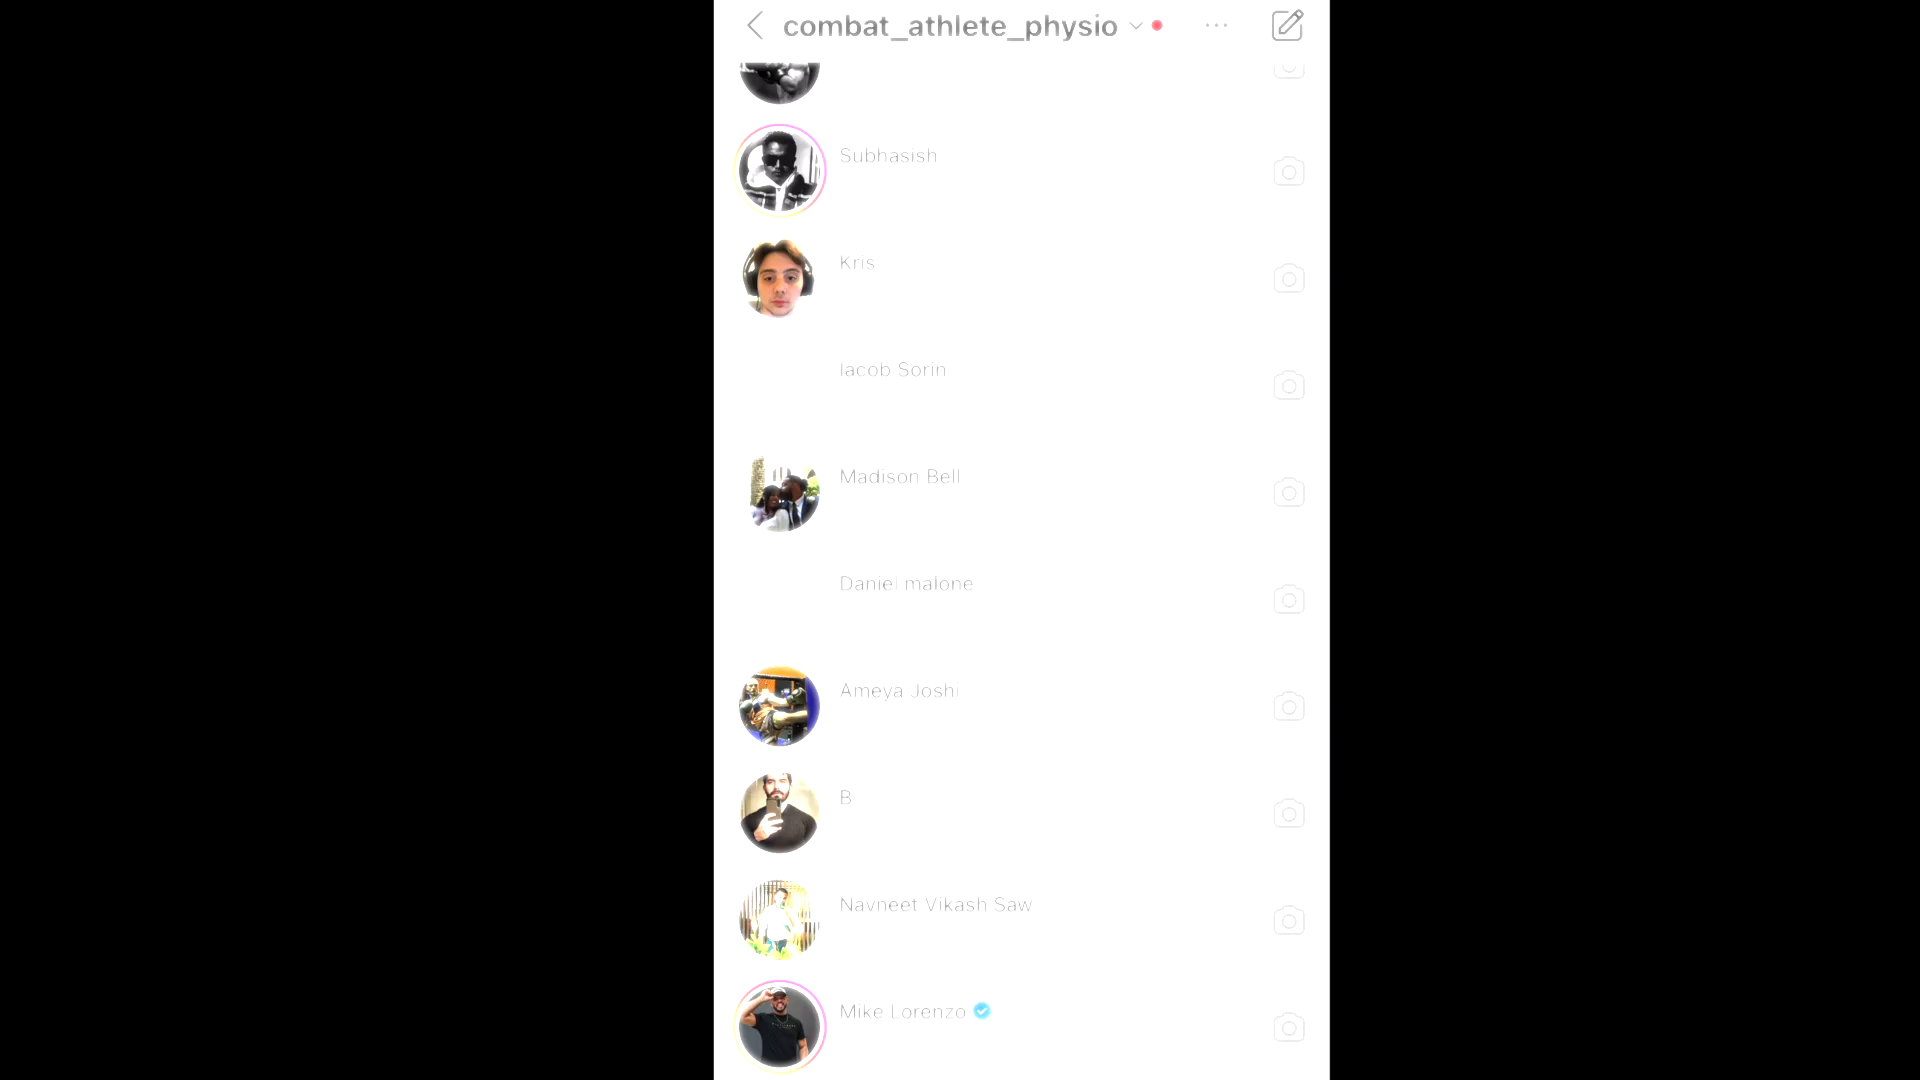 combat_athlete_physio
Subhasish
Kris
Iacob Sorin
Madison Bell
Daniel malone
Ameya Joshi
B
Navneet Vikash Saw
Mike Lorenzo